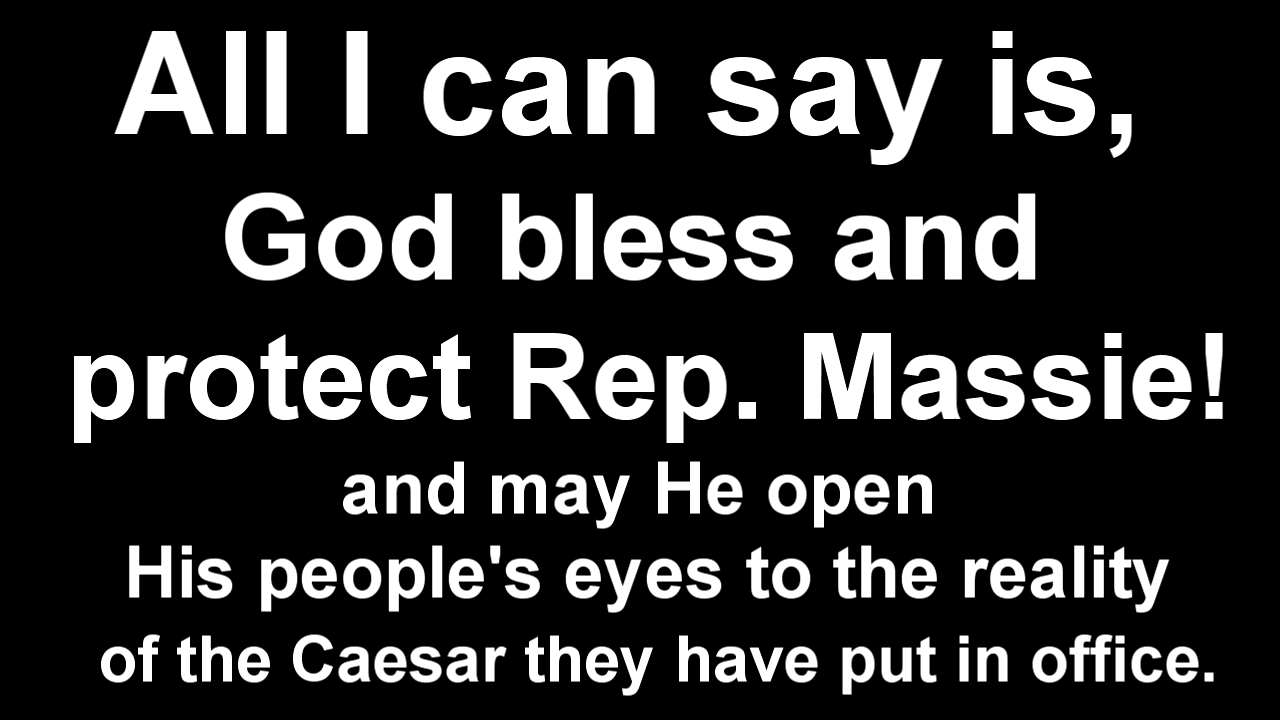 All I can say is,
God bless and
protect Rep. Massie!
and may He open
His people's eyes to the reality
of the Caesar they have put in office.